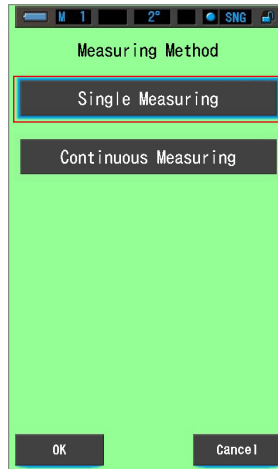 M 1 2° SNG
Measuring Method
Single Measuring
Continuous Measuring
OK Cancel